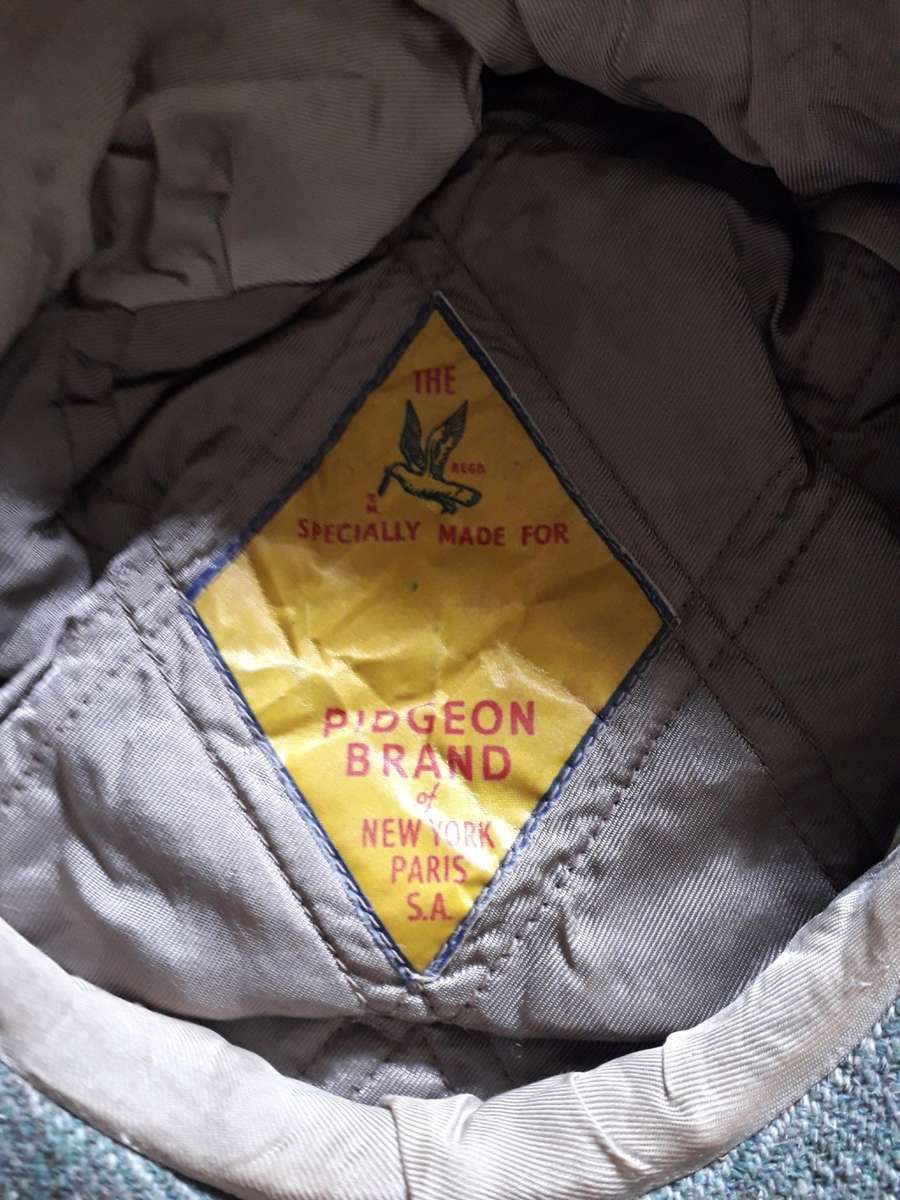 THE
REGD.
T.M.
SPECIALLY MADE FOR
PIDGEON
BRAND
of
NEW YORK
PARIS
S.A.